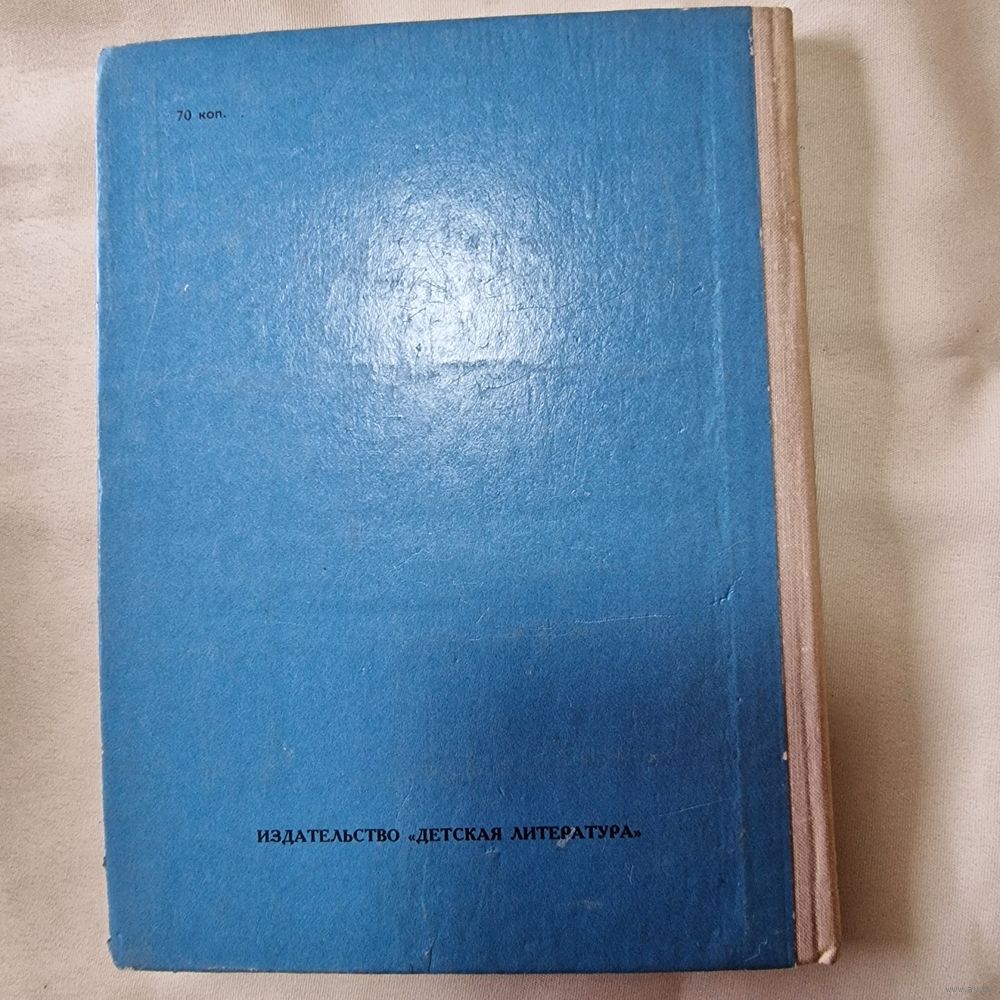 70 коп.
ИЗДАТЕЛЬСТВО «ДЕТСКАЯ ЛИТЕРАТУРА»